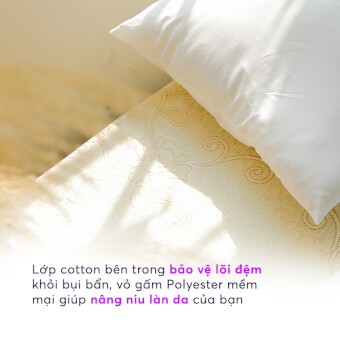 Lớp cotton bên trong bảo vệ lõi đệm
khỏi bụi bẩn, vỏ gấm Polyester mềm
mại giúp nâng niu làn da của bạn